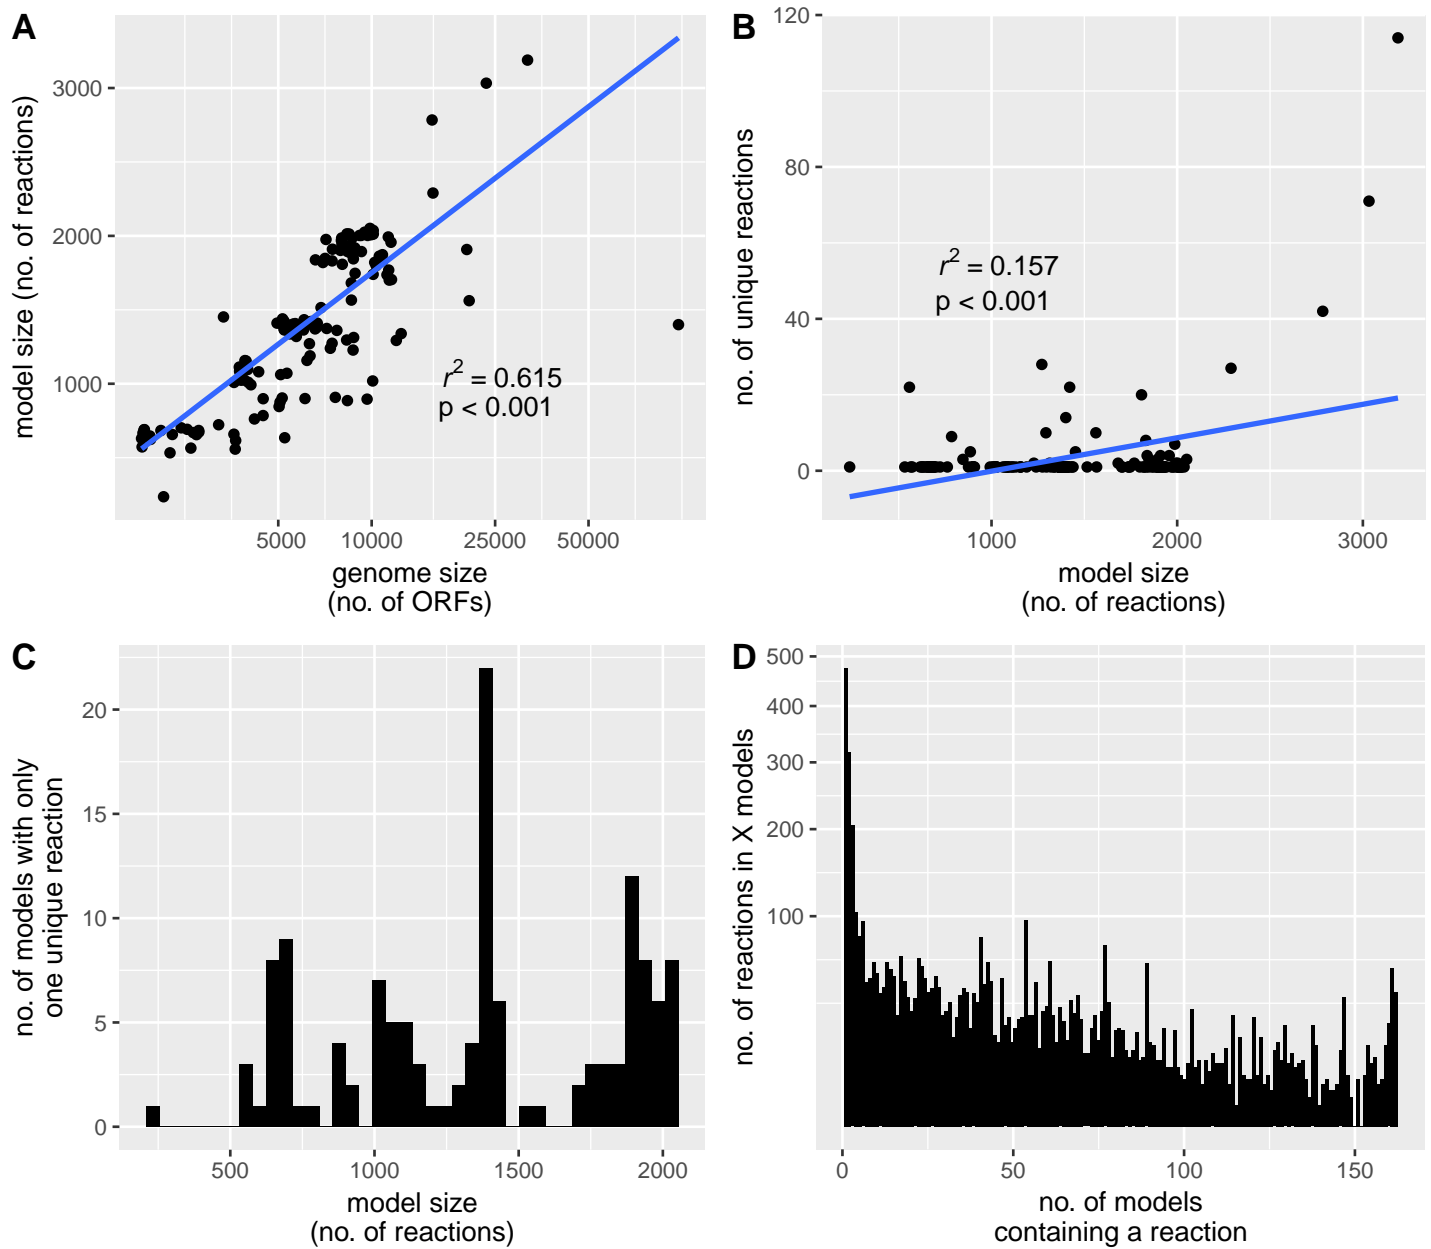 A
model size (no. of reactions)
3000
2000
1000
r² = 0.615
p < 0.001
5000 10000 25000 50000
genome size
(no. of ORFs)
B
no. of unique reactions
120
80
40
0
r² = 0.157
p < 0.001
1000 2000 3000
model size
(no. of reactions)
C
no. of models with only
one unique reaction
20
15
10
5
0
500 1000 1500 2000
model size
(no. of reactions)
D
no. of reactions in X models
500
400
300
200
100
0 50 100 150
no. of models
containing a reaction